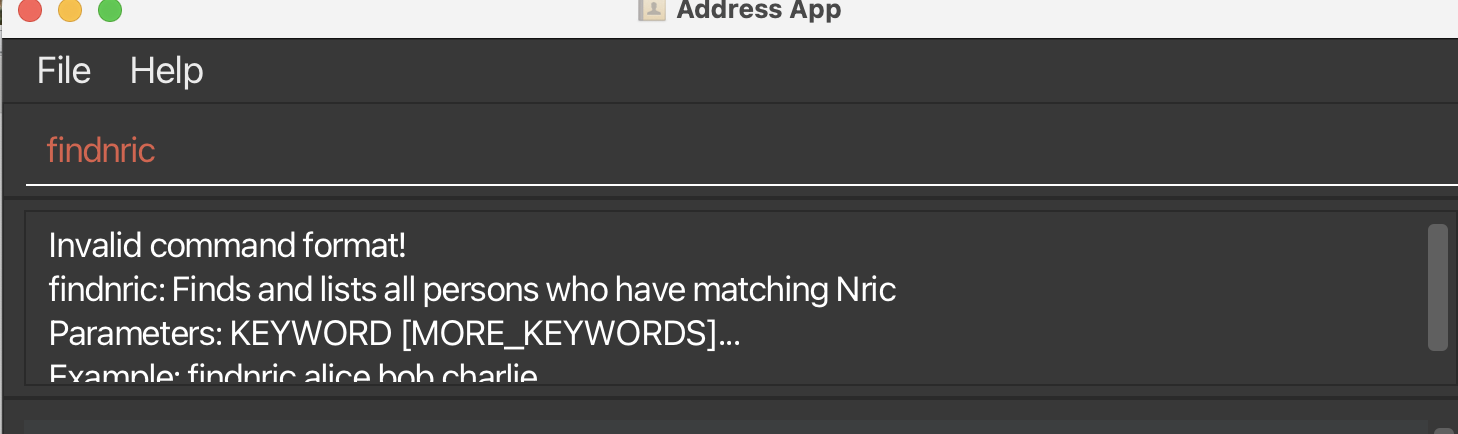 Address App
File Help
findnric
Invalid command format!
findnric: Finds and lists all persons who have matching Nric
Parameters: KEYWORD [MORE_KEYWORDS]...
Example: findnric alice bob charlie